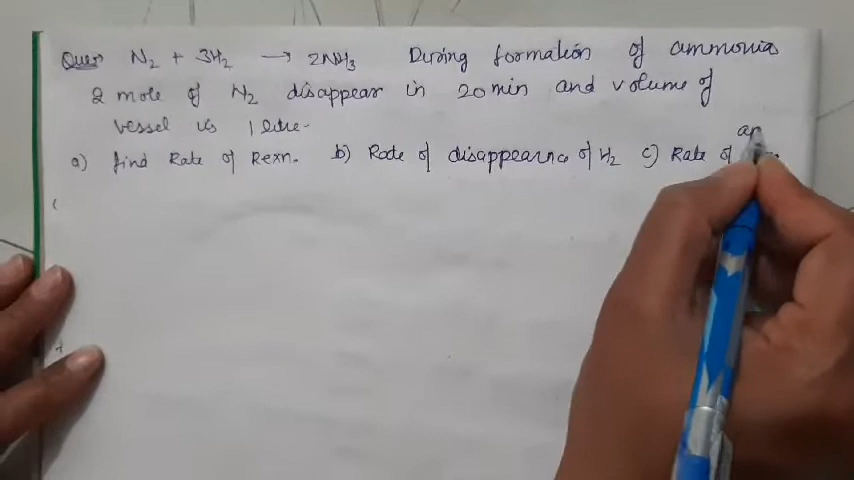 Ques N₂ + 3H₂ → 2NH₃ During formation of ammonia
2 mole of N₂ disappear in 20 min and volume of
vessel is 1 litre.
ap
a) find Rate of Rexn. b) Rate of disappearnce of H₂ c) Rate of